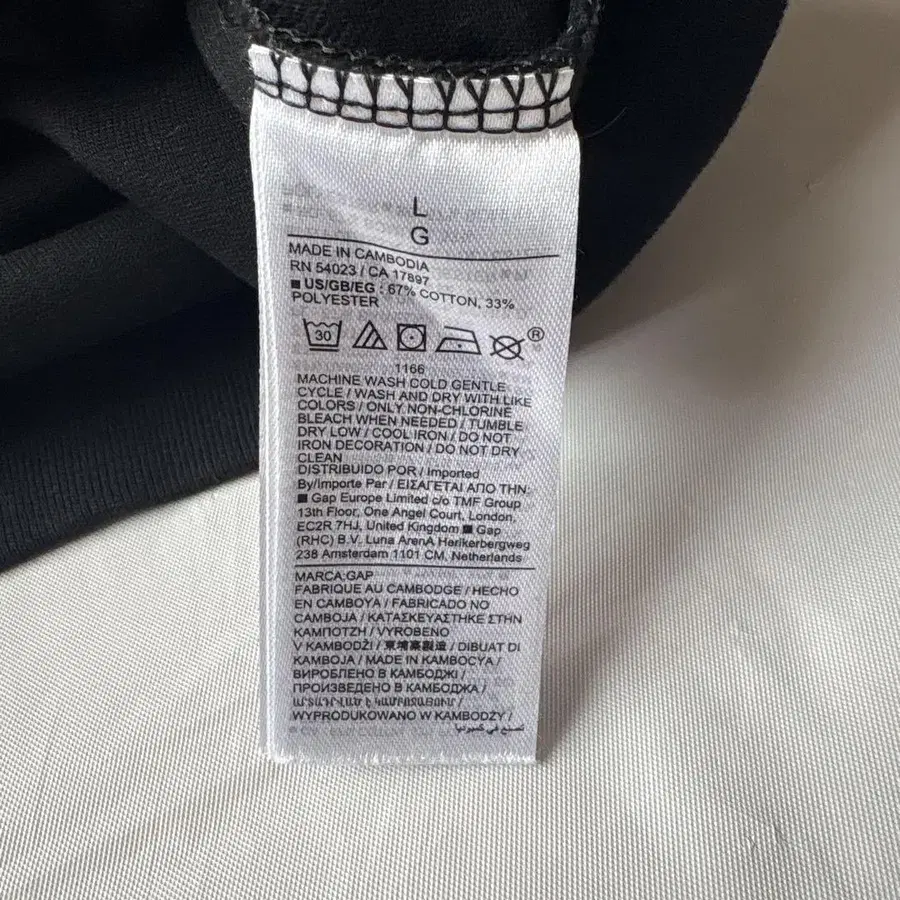 L
G
MADE IN CAMBODIA
RN 54023 / CA 17897
■ US/GB/EG : 67% COTTON, 33%
POLYESTER
30
®
1166
MACHINE WASH COLD GENTLE
CYCLE / WASH AND DRY WITH LIKE
COLORS / ONLY NON-CHLORINE
BLEACH WHEN NEEDED / TUMBLE
DRY LOW / COOL IRON / DO NOT
IRON DECORATION / DO NOT DRY
CLEAN
DISTRIBUIDO POR / Imported
By/Importe Par / ΕΙΣΑΓΕΤΑΙ ΑΠΟ ΤΗΝ:
■ Gap Europe Limited c/o TMF Group
13th Floor, One Angel Court, London,
EC2R 7HJ, United Kingdom ■ Gap
(RHC) B.V. Luna ArenA Herikerbergweg
238 Amsterdam 1101 CM, Netherlands
MARCA:GAP
FABRIQUE AU CAMBODGE / HECHO
EN CAMBOYA / FABRICADO NO
CAMBOJA / ΚΑΤΑΣΚΕΥΑΣΤΗΚΕ ΣΤΗΝ
ΚΑΜΠΟΤΖΗ / VYROBENO
V KAMBODŽI / 柬埔寨製造 / DIBUAT DI
KAMBOJA / MADE IN KAMBOCYA /
ВИРОБЛЕНО В КАМБОДЖІ /
ПРОИЗВЕДЕНО В КАМБОДЖА /
WYPRODUKOWANO W KAMBODŻY /
صنع في كمبوديا